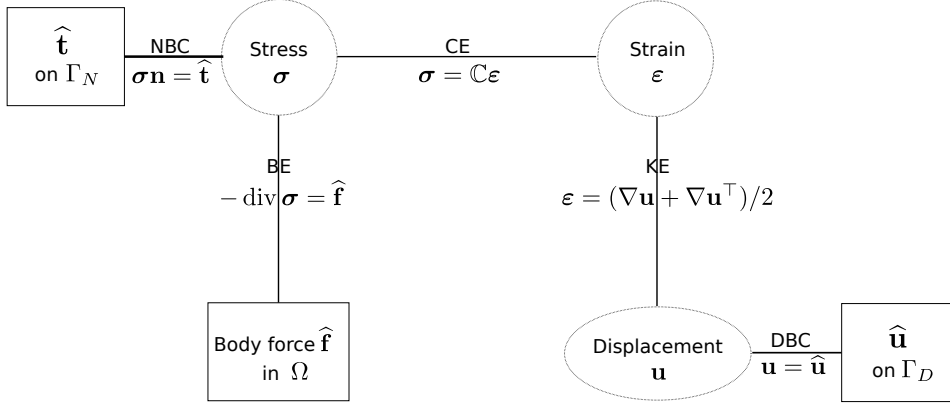 t̂
on Γ_N
NBC
σn = t̂
Stress
σ
CE
σ = ℂε
Strain
ε
BE
− div σ = f̂
KE
ε = (∇u + ∇u^⊤)/2
Body force f̂
in Ω
Displacement
u
DBC
u = û
û
on Γ_D